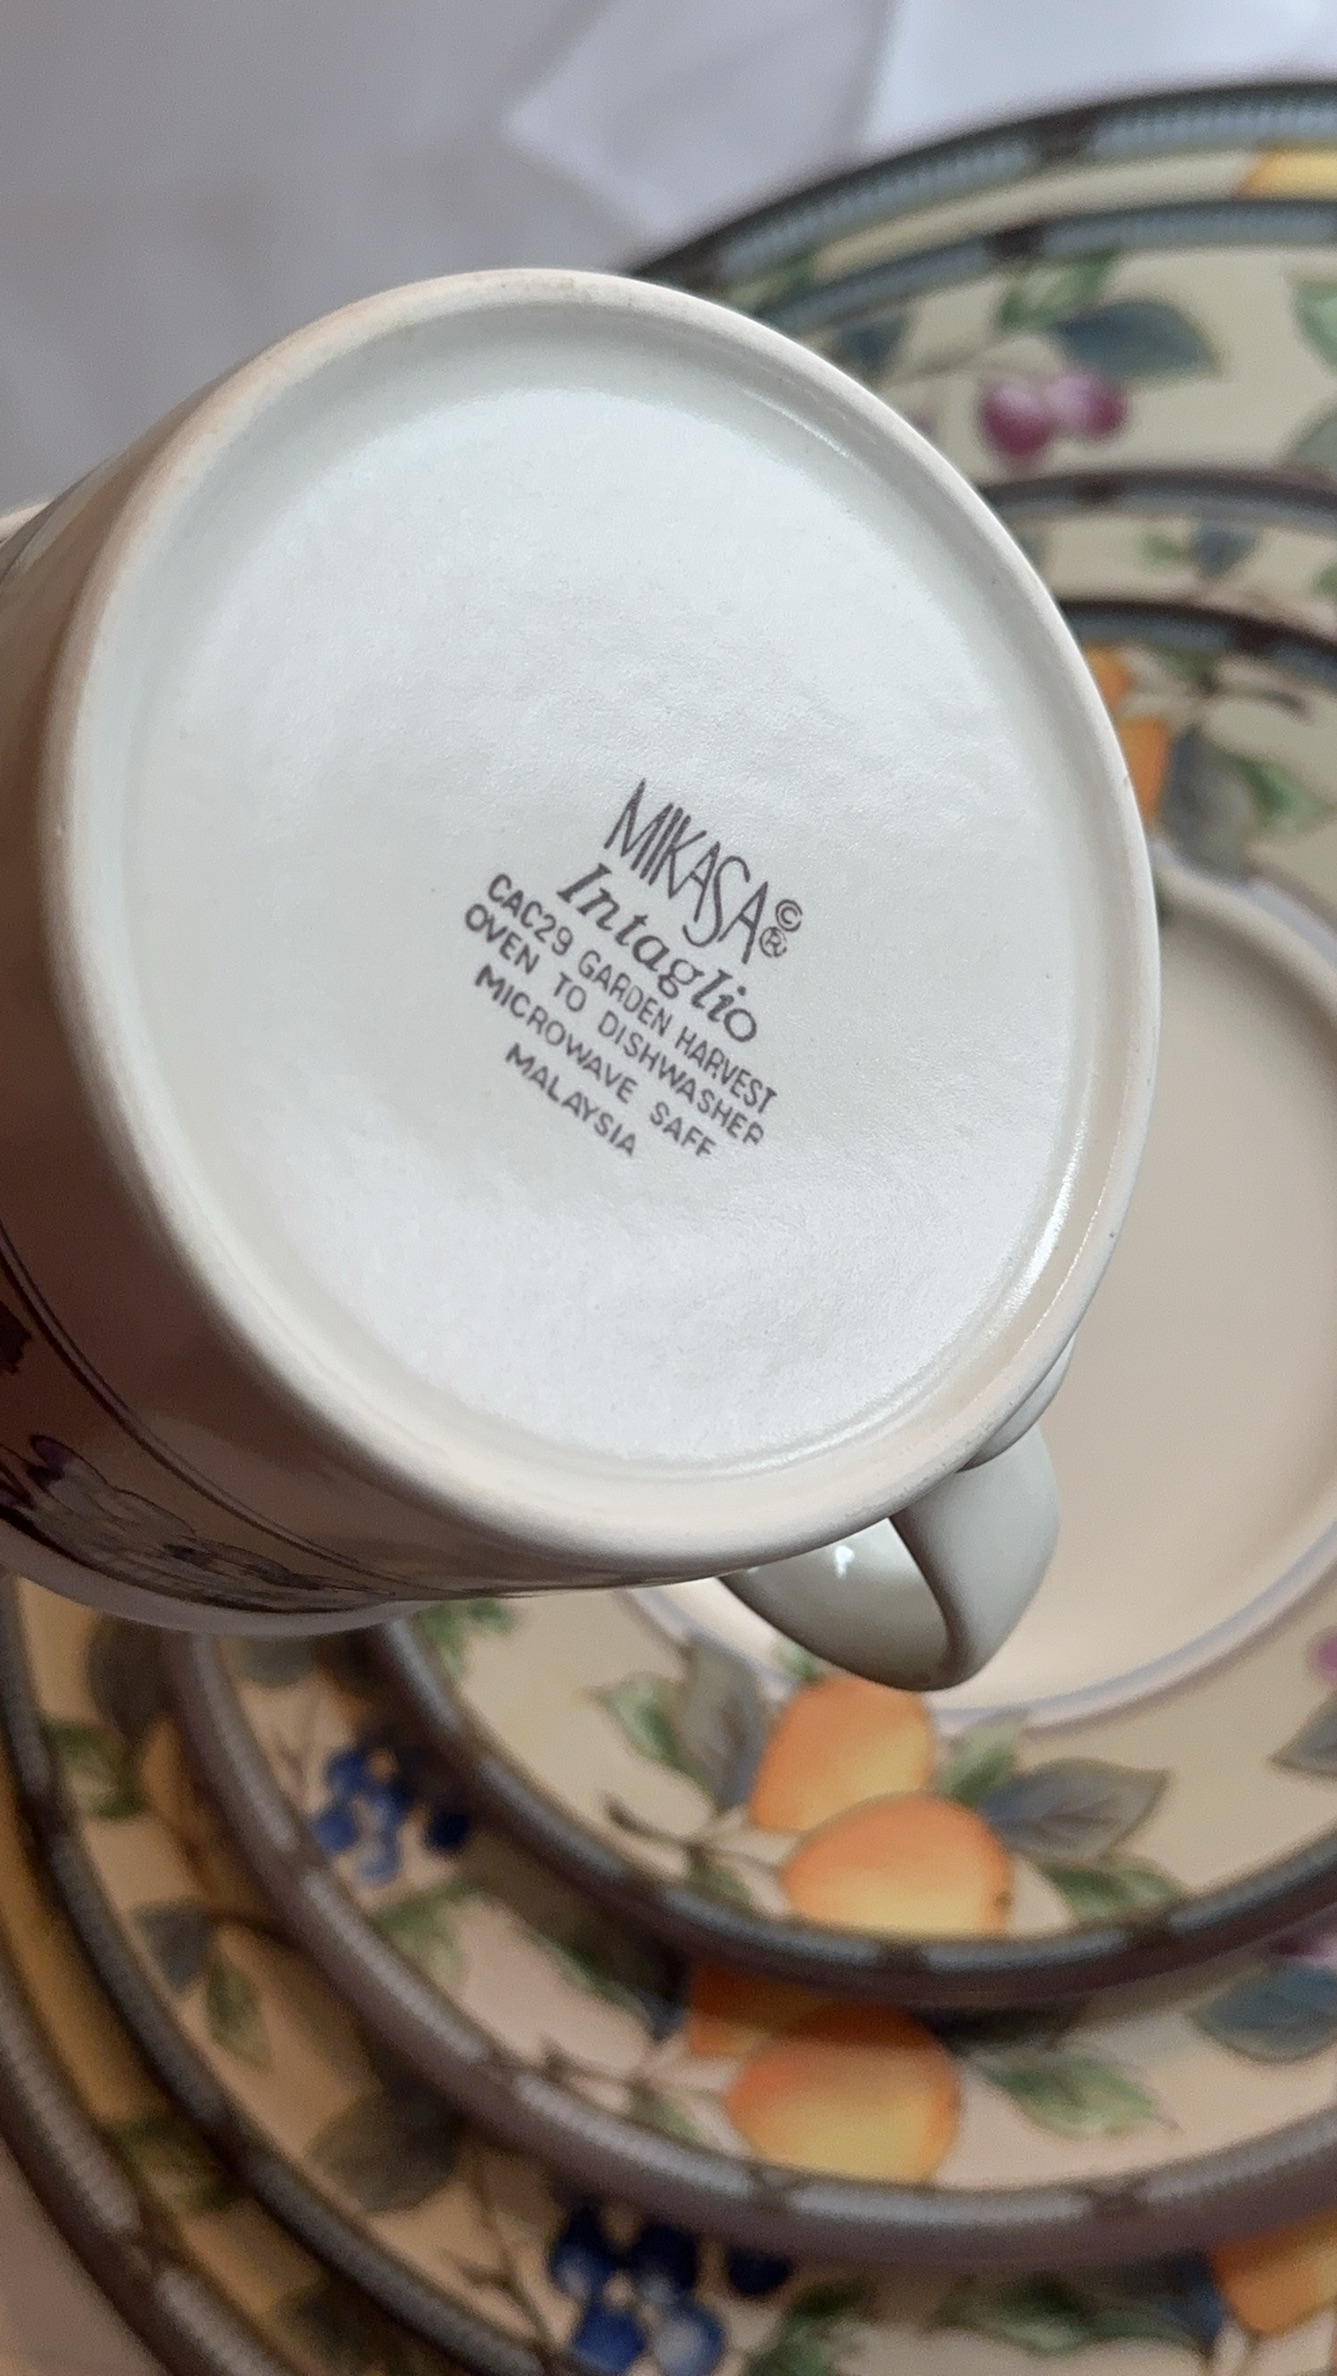 MIKASA©®
Intaglio
CAC29 GARDEN HARVEST
OVEN TO DISHWASHER
MICROWAVE SAFE
MALAYSIA